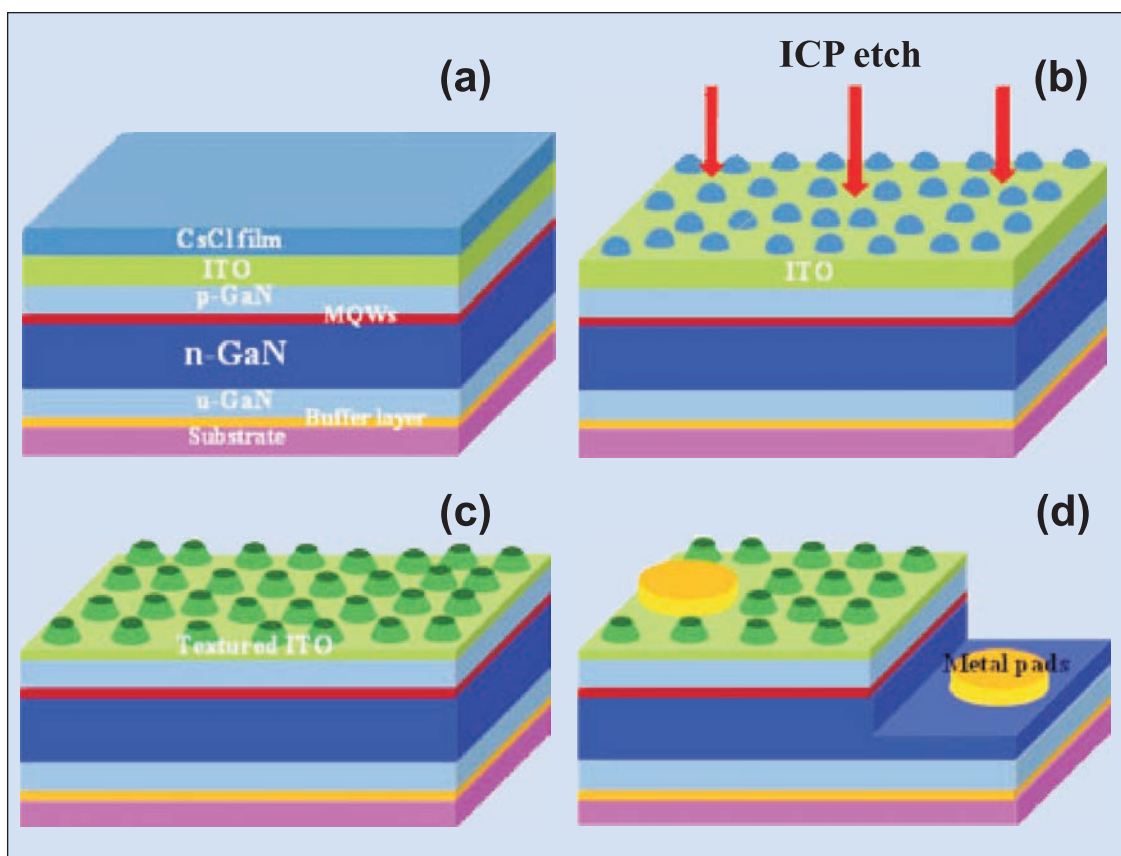 (a)
CsCl film
ITO
p-GaN
MQWs
n-GaN
u-GaN
Buffer layer
Substrate
ICP etch
(b)
ITO
(c)
Textured ITO
(d)
Metal pads